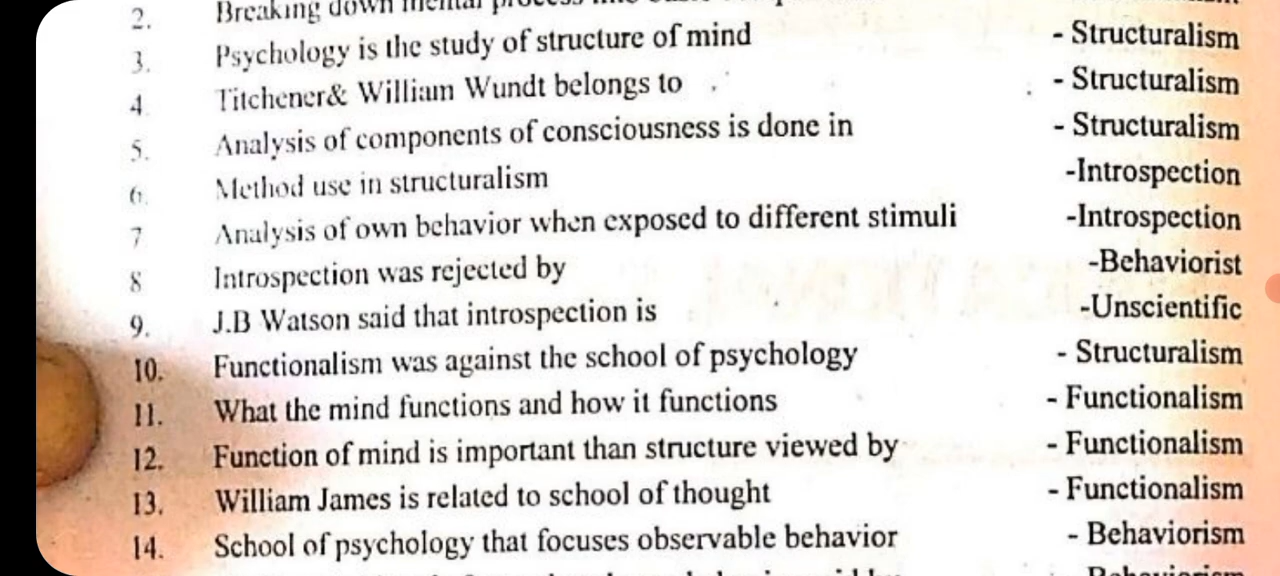 2. Breaking down mental process into basic
3. Psychology is the study of structure of mind - Structuralism
4. Titchener& William Wundt belongs to - Structuralism
5. Analysis of components of consciousness is done in - Structuralism
6. Method use in structuralism -Introspection
7 Analysis of own behavior when exposed to different stimuli -Introspection
8 Introspection was rejected by -Behaviorist
9. J.B Watson said that introspection is -Unscientific
10. Functionalism was against the school of psychology - Structuralism
11. What the mind functions and how it functions - Functionalism
12. Function of mind is important than structure viewed by - Functionalism
13. William James is related to school of thought - Functionalism
14. School of psychology that focuses observable behavior - Behaviorism